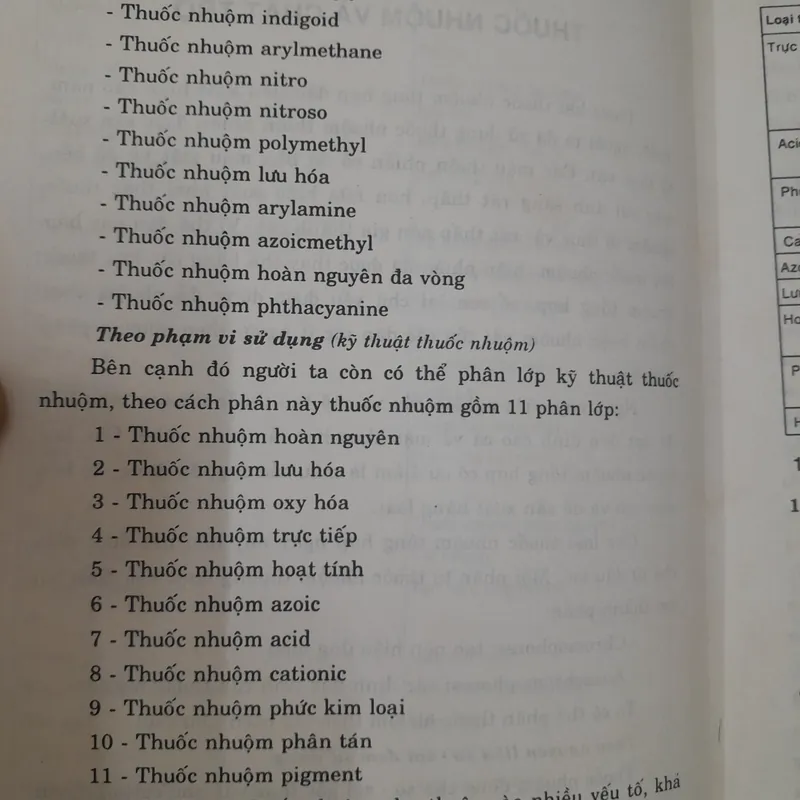 - Thuốc nhuộm indigoid
- Thuốc nhuộm arylmethane
- Thuốc nhuộm nitro
- Thuốc nhuộm nitroso
- Thuốc nhuộm polymethyl
- Thuốc nhuộm lưu hóa
- Thuốc nhuộm arylamine
- Thuốc nhuộm azoicmethyl
- Thuốc nhuộm hoàn nguyên đa vòng
- Thuốc nhuộm phthacyanine
Theo phạm vi sử dụng (kỹ thuật thuốc nhuộm)
Bên cạnh đó người ta còn có thể phân lớp kỹ thuật thuốc
nhuộm, theo cách phân này thuốc nhuộm gồm 11 phân lớp:
1 - Thuốc nhuộm hoàn nguyên
2 - Thuốc nhuộm lưu hóa
3 - Thuốc nhuộm oxy hóa
4 - Thuốc nhuộm trực tiếp
5 - Thuốc nhuộm hoạt tính
6 - Thuốc nhuộm azoic
7 - Thuốc nhuộm acid
8 - Thuốc nhuộm cationic
9 - Thuốc nhuộm phức kim loại
10 - Thuốc nhuộm phân tán
11 - Thuốc nhuộm pigment
nhiều yếu tố, khả
Loại
Trực